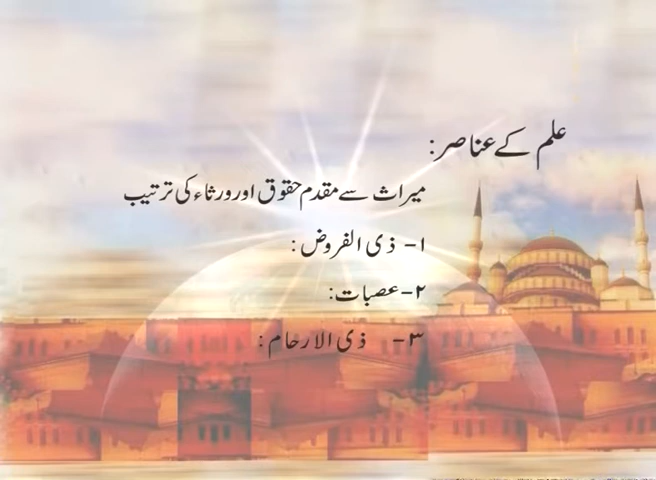 علم کے عناصر:
میراث سے مقدم حقوق اور ورثاء کی ترتیب
۱- ذی الفروض:
۲- عصبات:
۳- ذی الارحام: